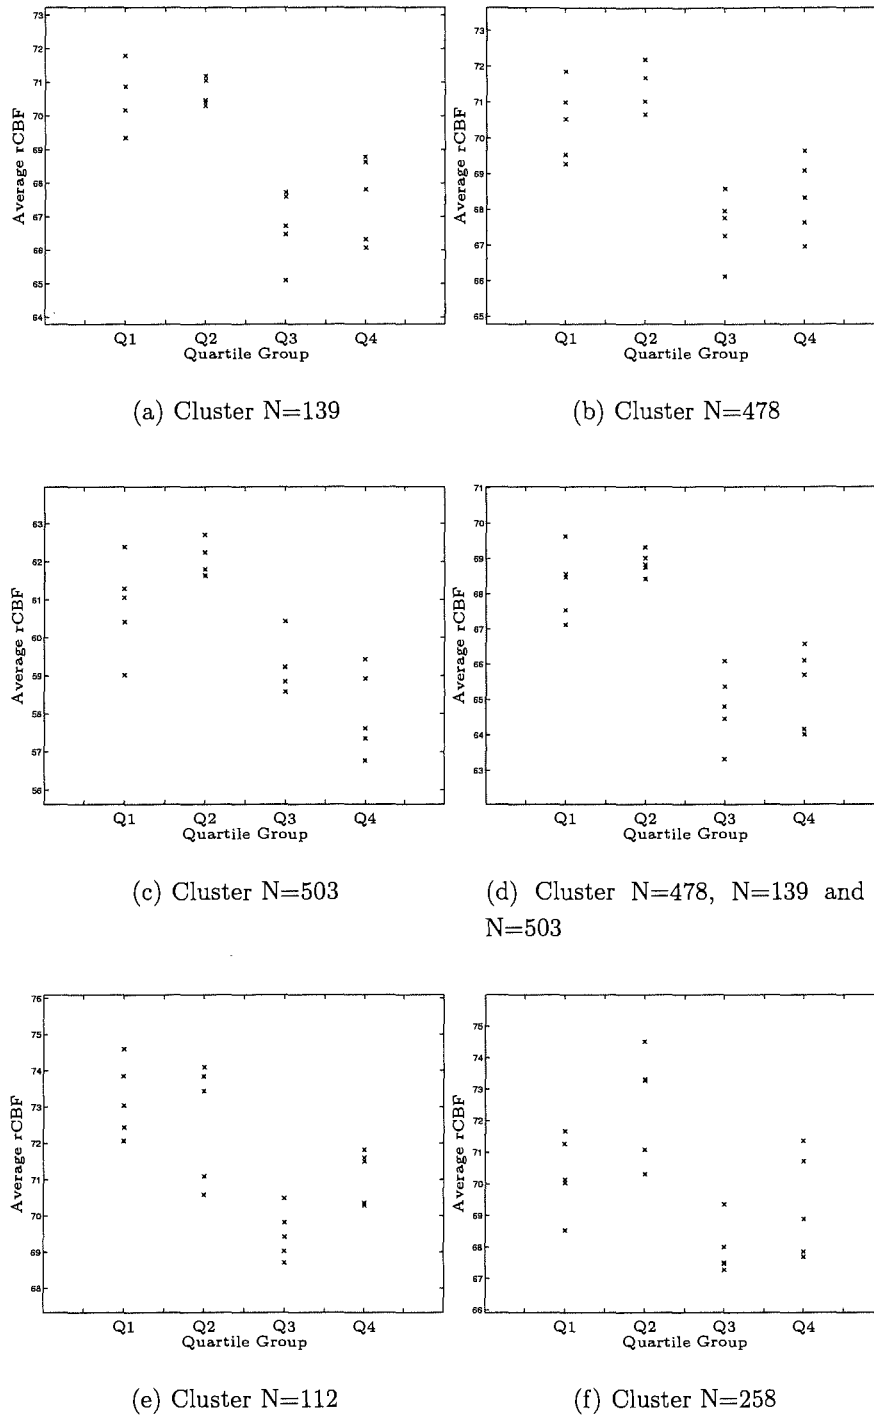 73
72
71
70
69
68
67
66
65
64
Average rCBF
Q1 Q2 Q3 Q4
Quartile Group
(a) Cluster N=139
73
72
71
70
69
68
67
66
65
Average rCBF
Q1 Q2 Q3 Q4
Quartile Group
(b) Cluster N=478
63
62
61
60
59
58
57
56
Average rCBF
Q1 Q2 Q3 Q4
Quartile Group
(c) Cluster N=503
71
70
69
68
67
66
65
64
63
Average rCBF
Q1 Q2 Q3 Q4
Quartile Group
(d) Cluster N=478, N=139 and
N=503
76
75
74
73
72
71
70
69
68
Average rCBF
Q1 Q2 Q3 Q4
Quartile Group
(e) Cluster N=112
75
74
73
72
71
70
69
68
67
66
Average rCBF
Q1 Q2 Q3 Q4
Quartile Group
(f) Cluster N=258